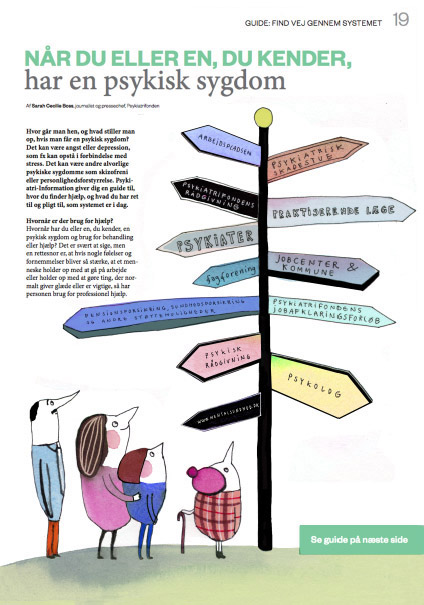 GUIDE: FIND VEJ GENNEM SYSTEMET 19
NÅR DU ELLER EN, DU KENDER,
har en psykisk sygdom
Af Sarah Cecilie Boss, journalist og pressechef, Psykiatrifonden
Hvor går man hen, og hvad stiller man
op, hvis man får en psykisk sygdom?
Det kan være angst eller depression,
som fx kan opstå i forbindelse med
stress. Det kan være andre alvorlige
psykiske sygdomme som skizofreni
eller personlighedsforstyrrelse. Psyki-
atri-Information giver dig en guide til,
hvor du finder hjælp, og hvad du har ret
til og pligt til, som systemet er i dag.
Hvornår er der brug for hjælp?
Hvornår har du eller en, du kender, en
psykisk sygdom og brug for behandling
eller hjælp? Det er svært at sige, men
en rettesnor er, at hvis nogle følelser og
fornemmelser bliver så stærke, at et men-
neske holder op med at gå på arbejde
eller holder op med at gøre ting, der nor-
malt giver glæde eller er vigtige, så har
personen brug for professionel hjælp.
ARBEJDSPLADSEN
PSYKIATRISK
SKADESTUE
PSYKIATRIFONDENS
RÅDGIVNING
PRAKTISERENDE LÆGE
PSYKIATER
JOBCENTER &
KOMMUNE
fagforening
PENSIONSFORSIKRING, SUNDHEDSFORSIKRING
OG ANDRE STØTTEMULIGHEDER
PSYKIATRIFONDENS
JOBAFKLARINGSFORLØB
PSYKISK
RÅDGIVNING
PSYKOLOG
Se guide på næste side